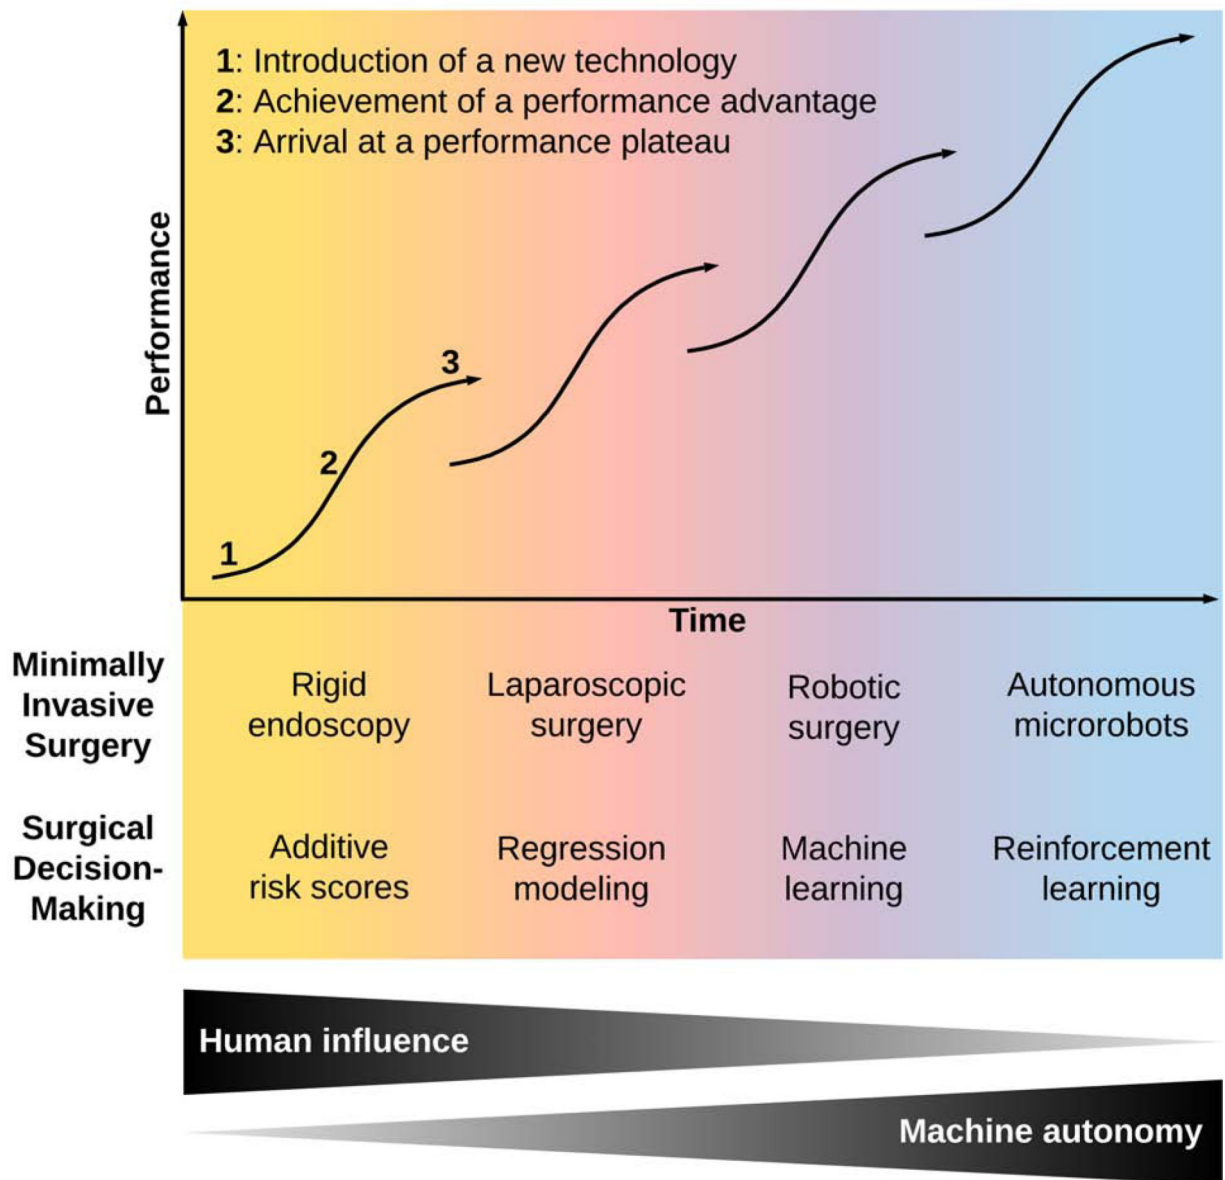 1: Introduction of a new technology
2: Achievement of a performance advantage
3: Arrival at a performance plateau
Performance
3
2
1
Time
Minimally
Invasive
Surgery
Rigid
endoscopy
Laparoscopic
surgery
Robotic
surgery
Autonomous
microrobots
Surgical
Decision-
Making
Additive
risk scores
Regression
modeling
Machine
learning
Reinforcement
learning
Human influence
Machine autonomy